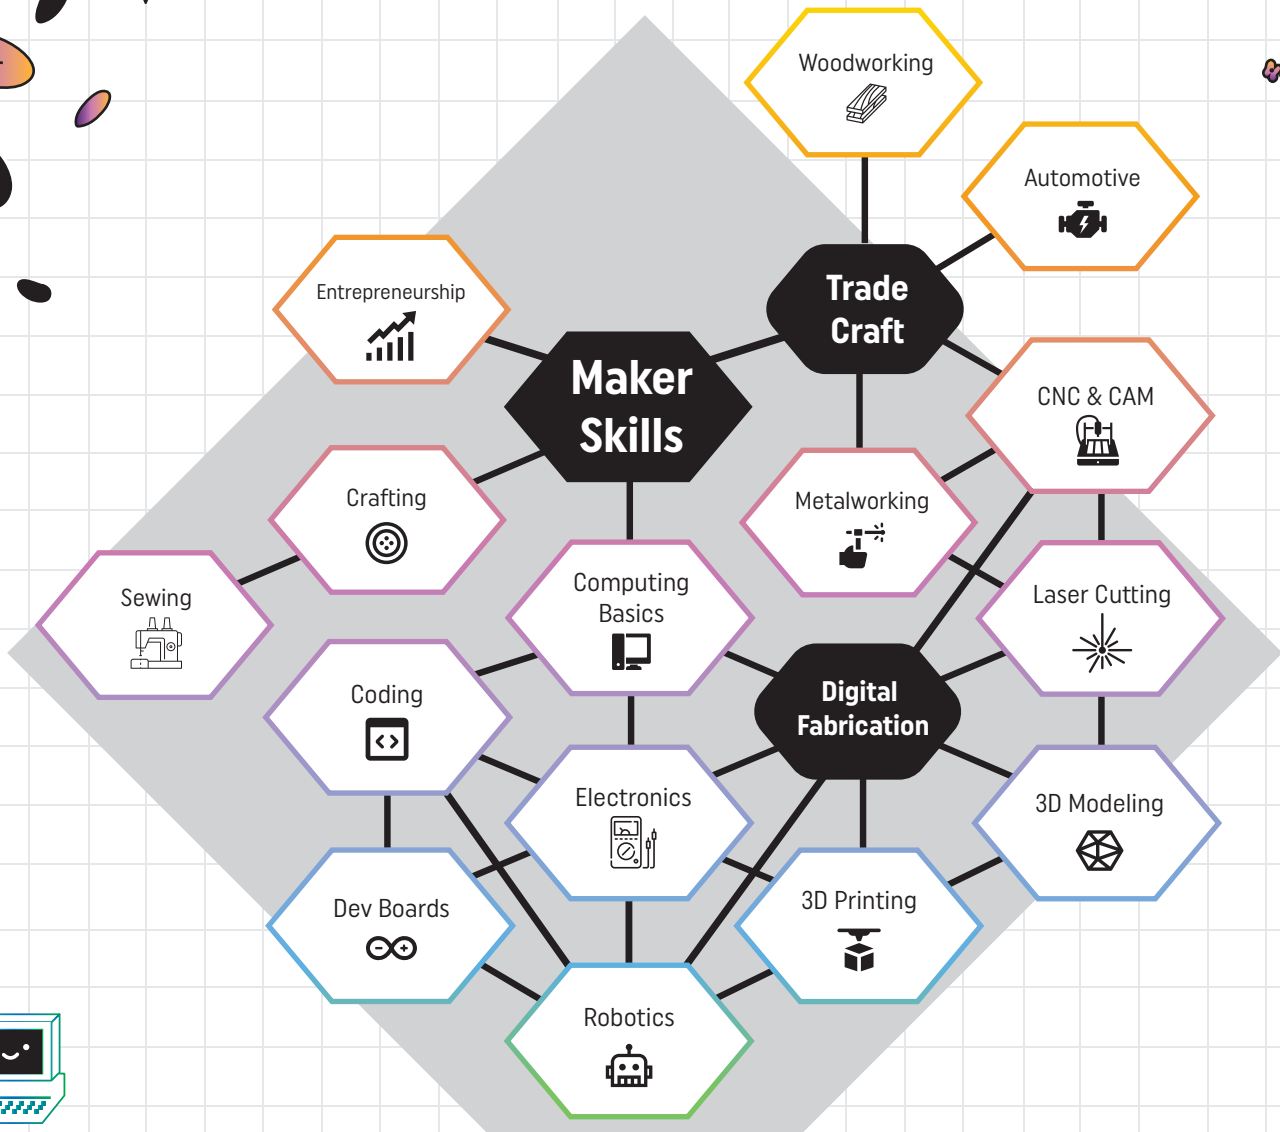 Woodworking
Automotive
Trade
Craft
Entrepreneurship
Maker
Skills
CNC & CAM
Crafting
Metalworking
Sewing
Computing
Basics
Laser Cutting
Coding
Digital
Fabrication
Electronics
3D Modeling
Dev Boards
3D Printing
Robotics